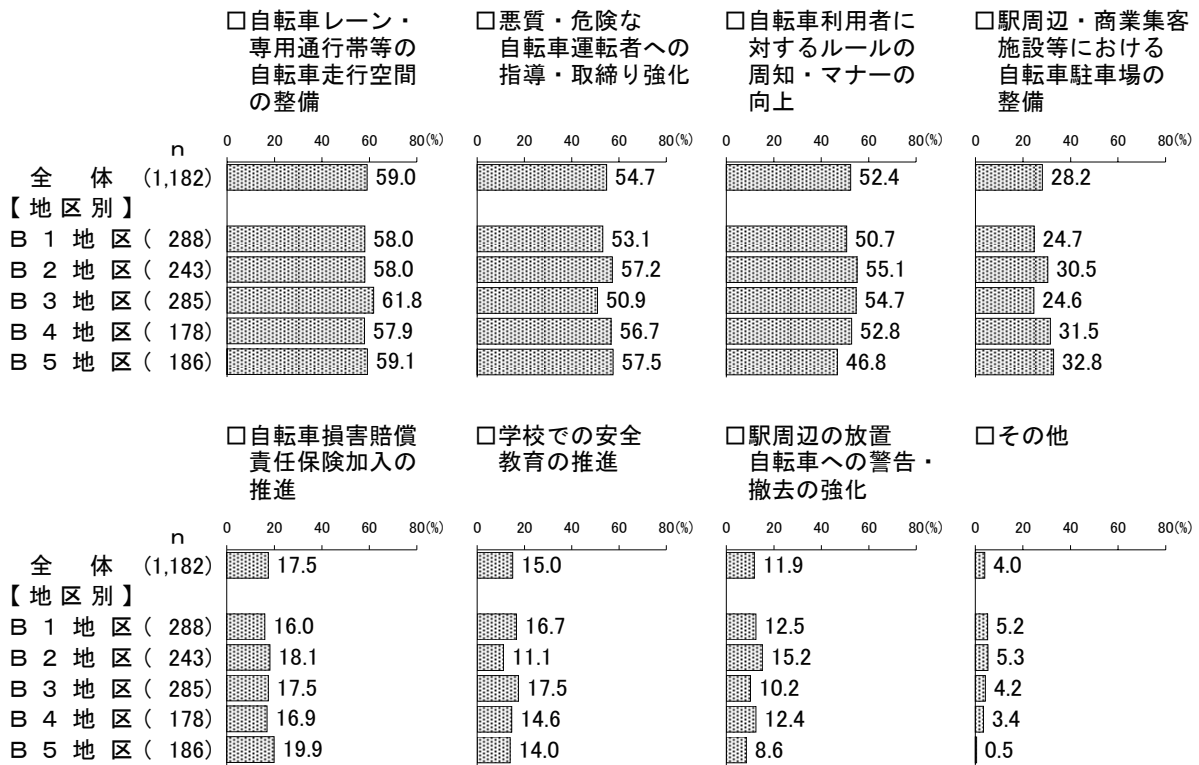 □自転車レーン・
専用通行帯等の
自転車走行空間
の整備
□悪質・危険な
自転車運転者への
指導・取締り強化
□自転車利用者に
対するルールの
周知・マナーの
向上
□駅周辺・商業集客
施設等における
自転車駐車場の
整備
n 0 20 40 60 80(%) 0 20 40 60 80(%) 0 20 40 60 80(%) 0 20 40 60 80(%)
全 体 (1,182) 59.0 54.7 52.4 28.2
【地区別】
Ｂ１地区( 288) 58.0 53.1 50.7 24.7
Ｂ２地区( 243) 58.0 57.2 55.1 30.5
Ｂ３地区( 285) 61.8 50.9 54.7 24.6
Ｂ４地区( 178) 57.9 56.7 52.8 31.5
Ｂ５地区( 186) 59.1 57.5 46.8 32.8
□自転車損害賠償
責任保険加入の
推進
□学校での安全
教育の推進
□駅周辺の放置
自転車への警告・
撤去の強化
□その他
n 0 20 40 60 80(%) 0 20 40 60 80(%) 0 20 40 60 80(%) 0 20 40 60 80(%)
全 体 (1,182) 17.5 15.0 11.9 4.0
【地区別】
Ｂ１地区( 288) 16.0 16.7 12.5 5.2
Ｂ２地区( 243) 18.1 11.1 15.2 5.3
Ｂ３地区( 285) 17.5 17.5 10.2 4.2
Ｂ４地区( 178) 16.9 14.6 12.4 3.4
Ｂ５地区( 186) 19.9 14.0 8.6 0.5